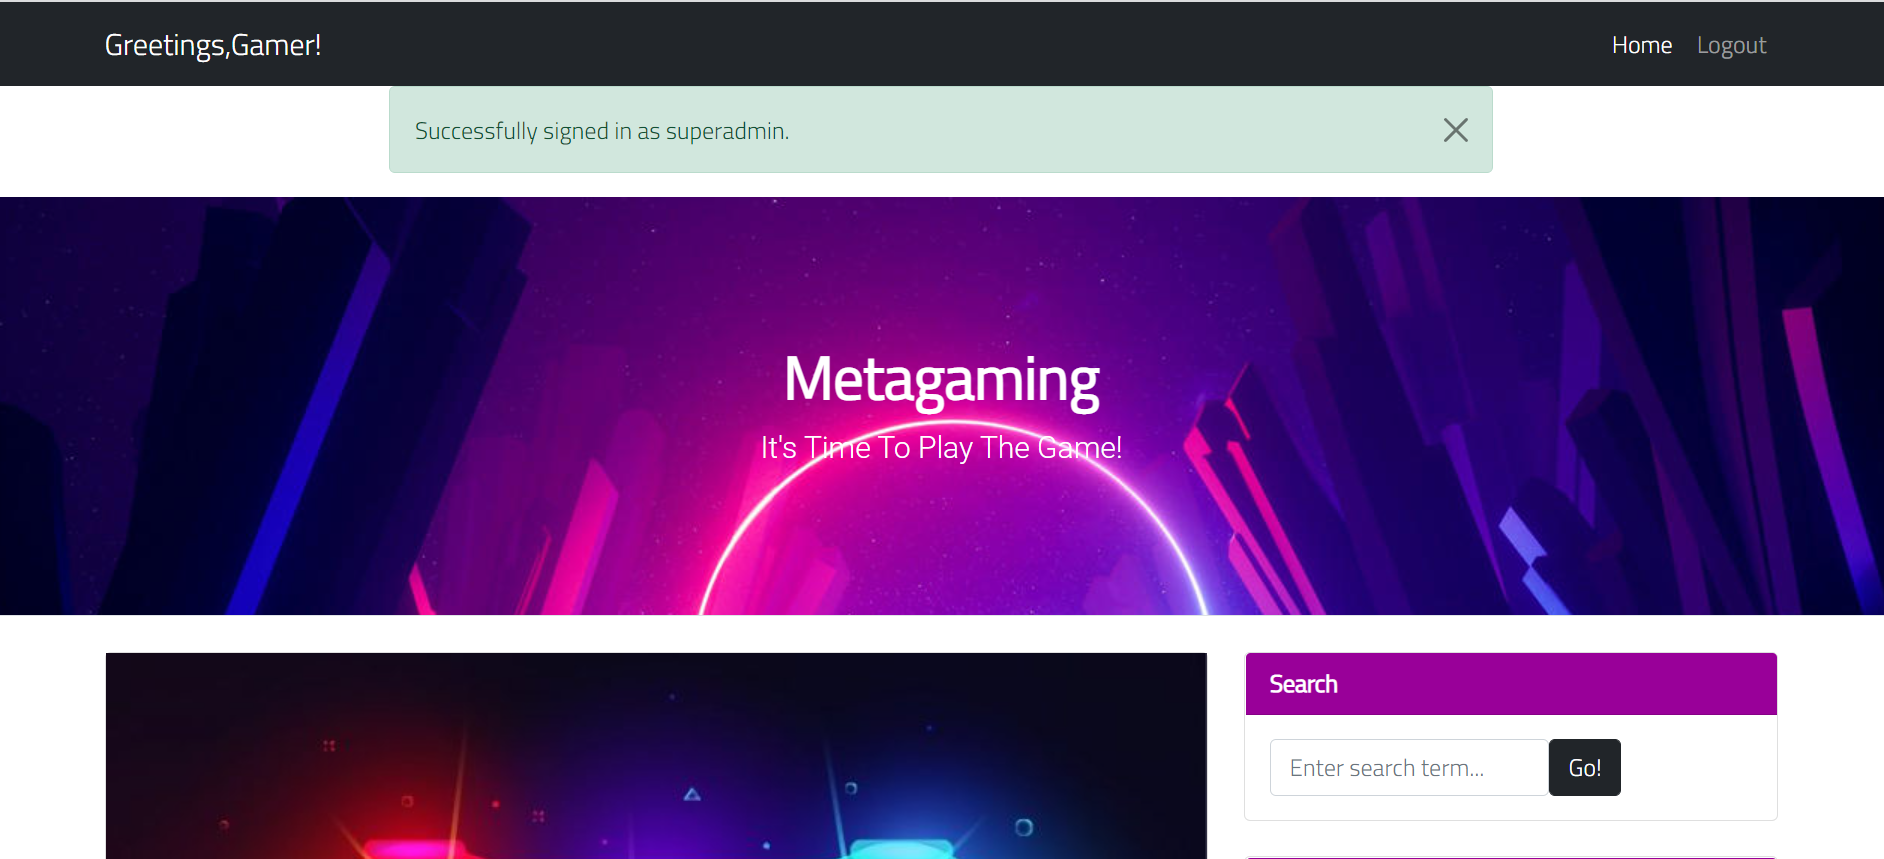 Greetings,Gamer!
Home
Logout
Successfully signed in as superadmin.
Metagaming
It's Time To Play The Game!
Search
Enter search term...
Go!